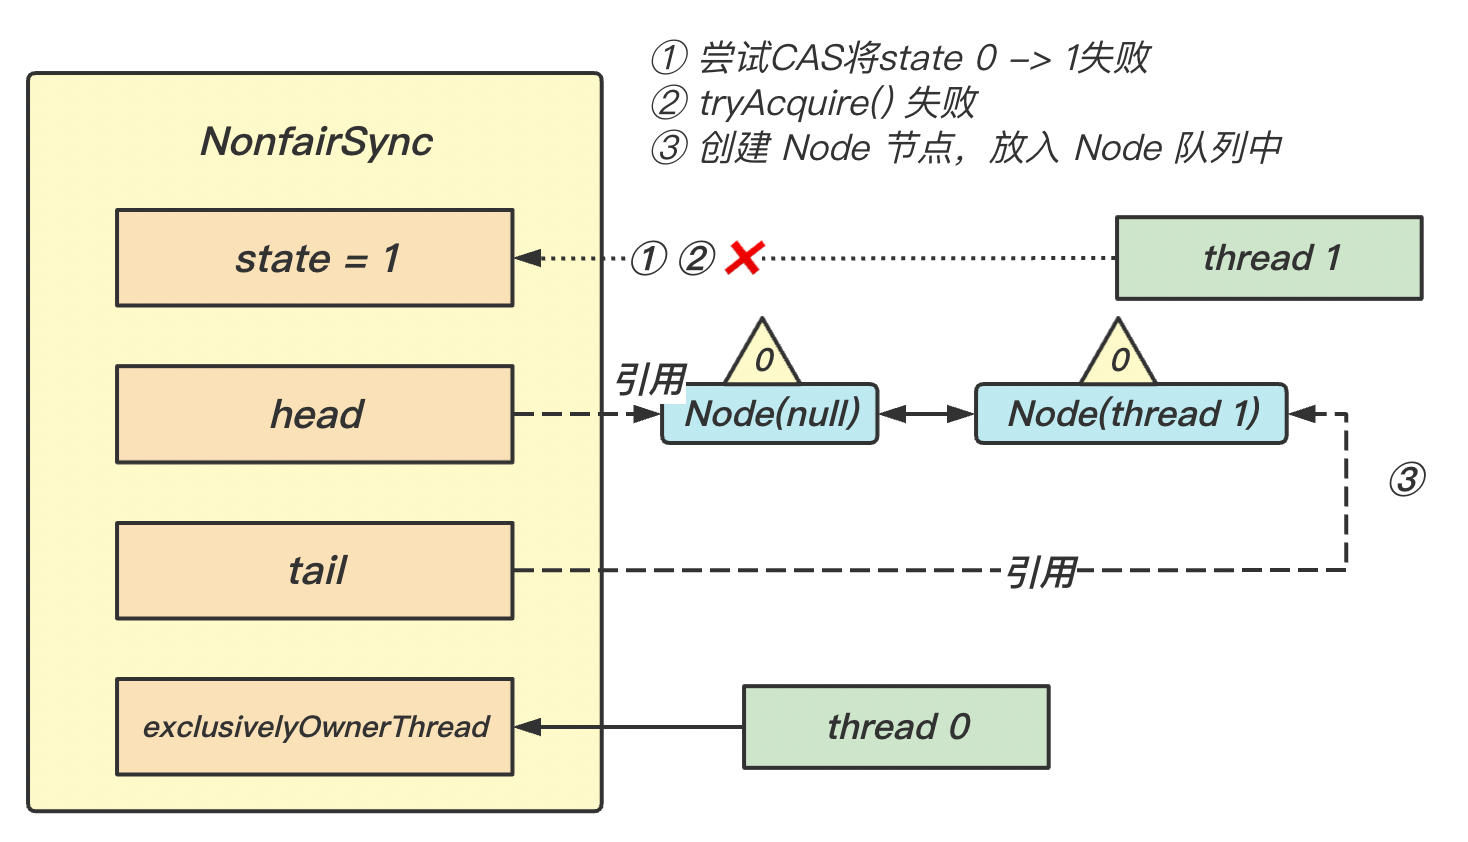 ① 尝试CAS将state 0 –> 1失败
② tryAcquire() 失败
③ 创建 Node 节点，放入 Node 队列中
NonfairSync
state = 1
① ②
thread 1
0
0
引用
head
Node(null)
Node(thread 1)
③
tail
引用
exclusivelyOwnerThread
thread 0